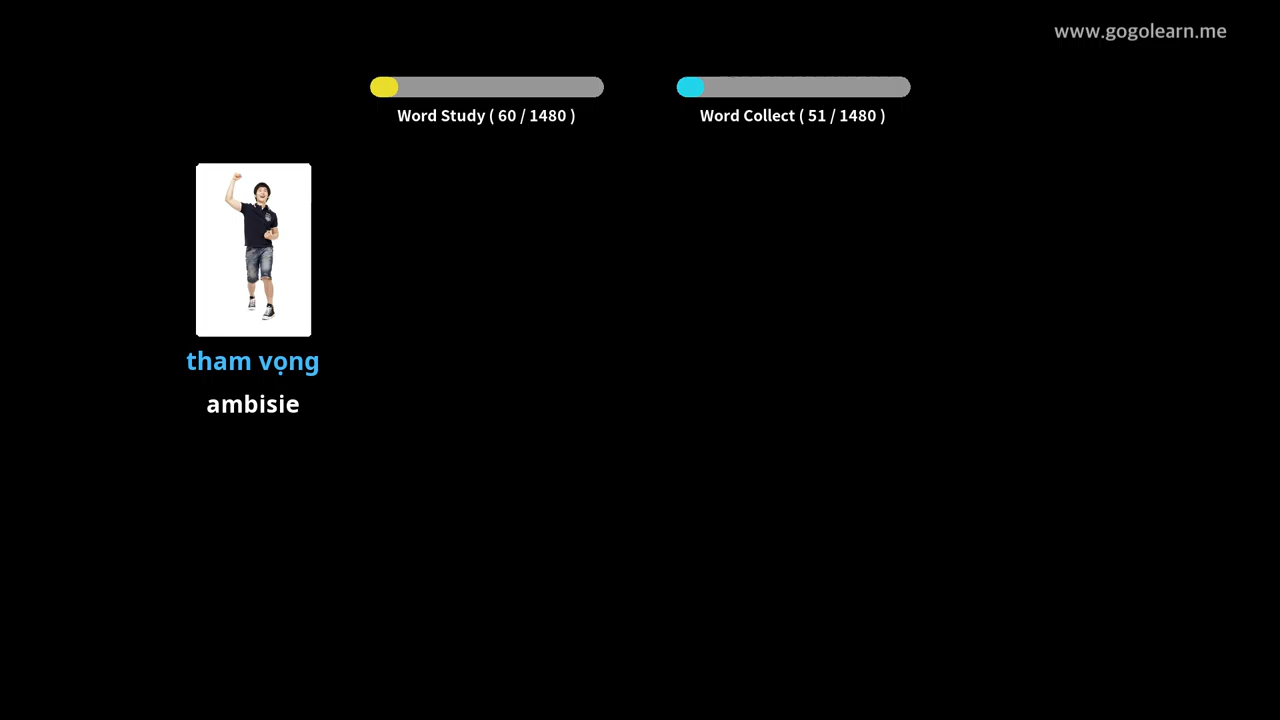 www.gogolearn.me
Word Study ( 60 / 1480 )
Word Collect ( 51 / 1480 )
tham vọng
ambisie